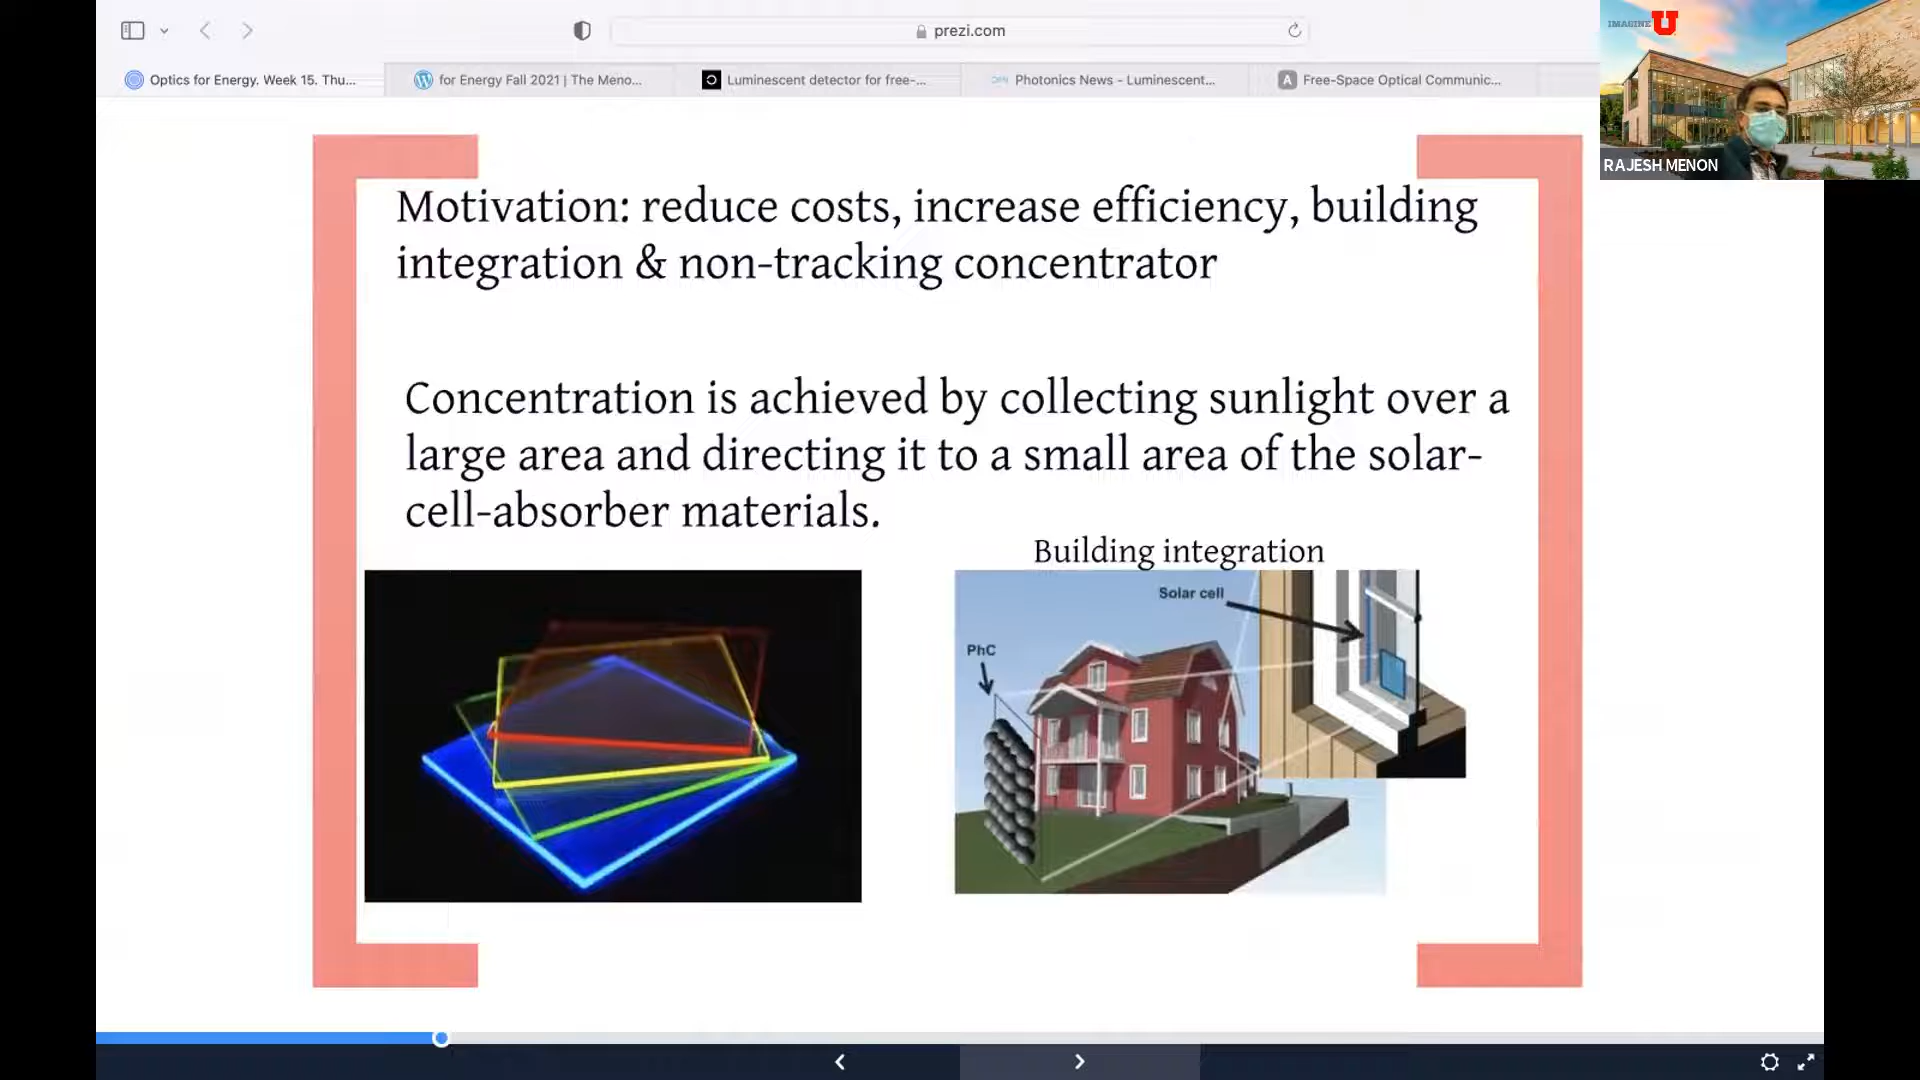 prezi.com
Optics for Energy. Week 15. Thu...
for Energy Fall 2021 | The Meno...
Luminescent detector for free-...
Photonics News - Luminescent...
A Free-Space Optical Communic...
IMAGINE U
RAJESH MENON
Motivation: reduce costs, increase efficiency, building
integration & non-tracking concentrator
Concentration is achieved by collecting sunlight over a
large area and directing it to a small area of the solar-
cell-absorber materials.
Building integration
Solar cell
PhC